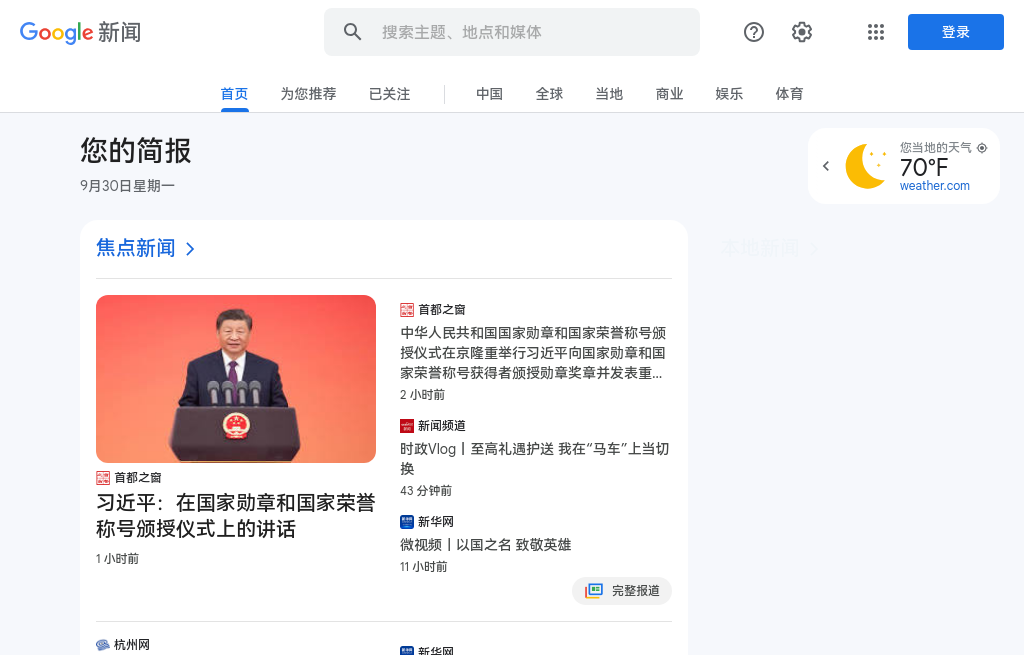 Google 新闻
搜索主题、地点和媒体
登录
首页
为您推荐
已关注
中国
全球
当地
商业
娱乐
体育
您的简报
9月30日星期一
您当地的天气
70°F
weather.com
焦点新闻
本地新闻
首都之窗
习近平：在国家勋章和国家荣誉
称号颁授仪式上的讲话
1 小时前
首都之窗
中华人民共和国国家勋章和国家荣誉称号颁
授仪式在京隆重举行习近平向国家勋章和国
家荣誉称号获得者颁授勋章奖章并发表重...
2 小时前
新闻频道
时政Vlog丨至高礼遇护送 我在“马车”上当切
换
43 分钟前
新华网
微视频丨以国之名 致敬英雄
11 小时前
完整报道
杭州网
新华网